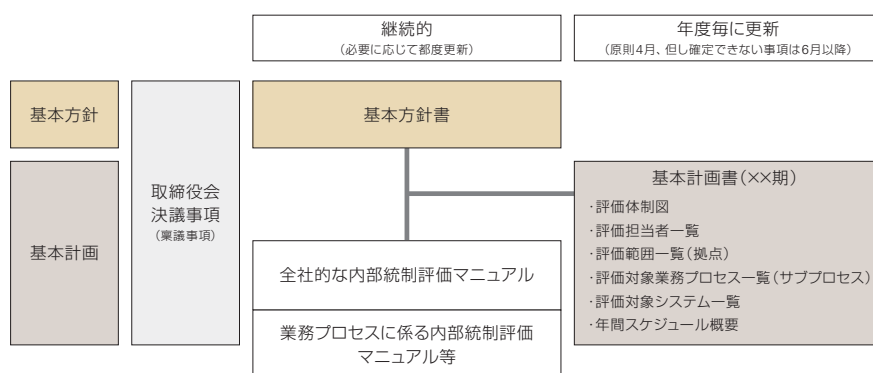 継続的
(必要に応じて都度更新)
年度毎に更新
(原則4月、但し確定できない事項は6月以降)
基本方針
取締役会
決議事項
(稟議事項)
基本方針書
基本計画
全社的な内部統制評価マニュアル
業務プロセスに係る内部統制評価
マニュアル等
基本計画書(××期)
・評価体制図
・評価担当者一覧
・評価範囲一覧(拠点)
・評価対象業務プロセス一覧(サブプロセス)
・評価対象システム一覧
・年間スケジュール概要